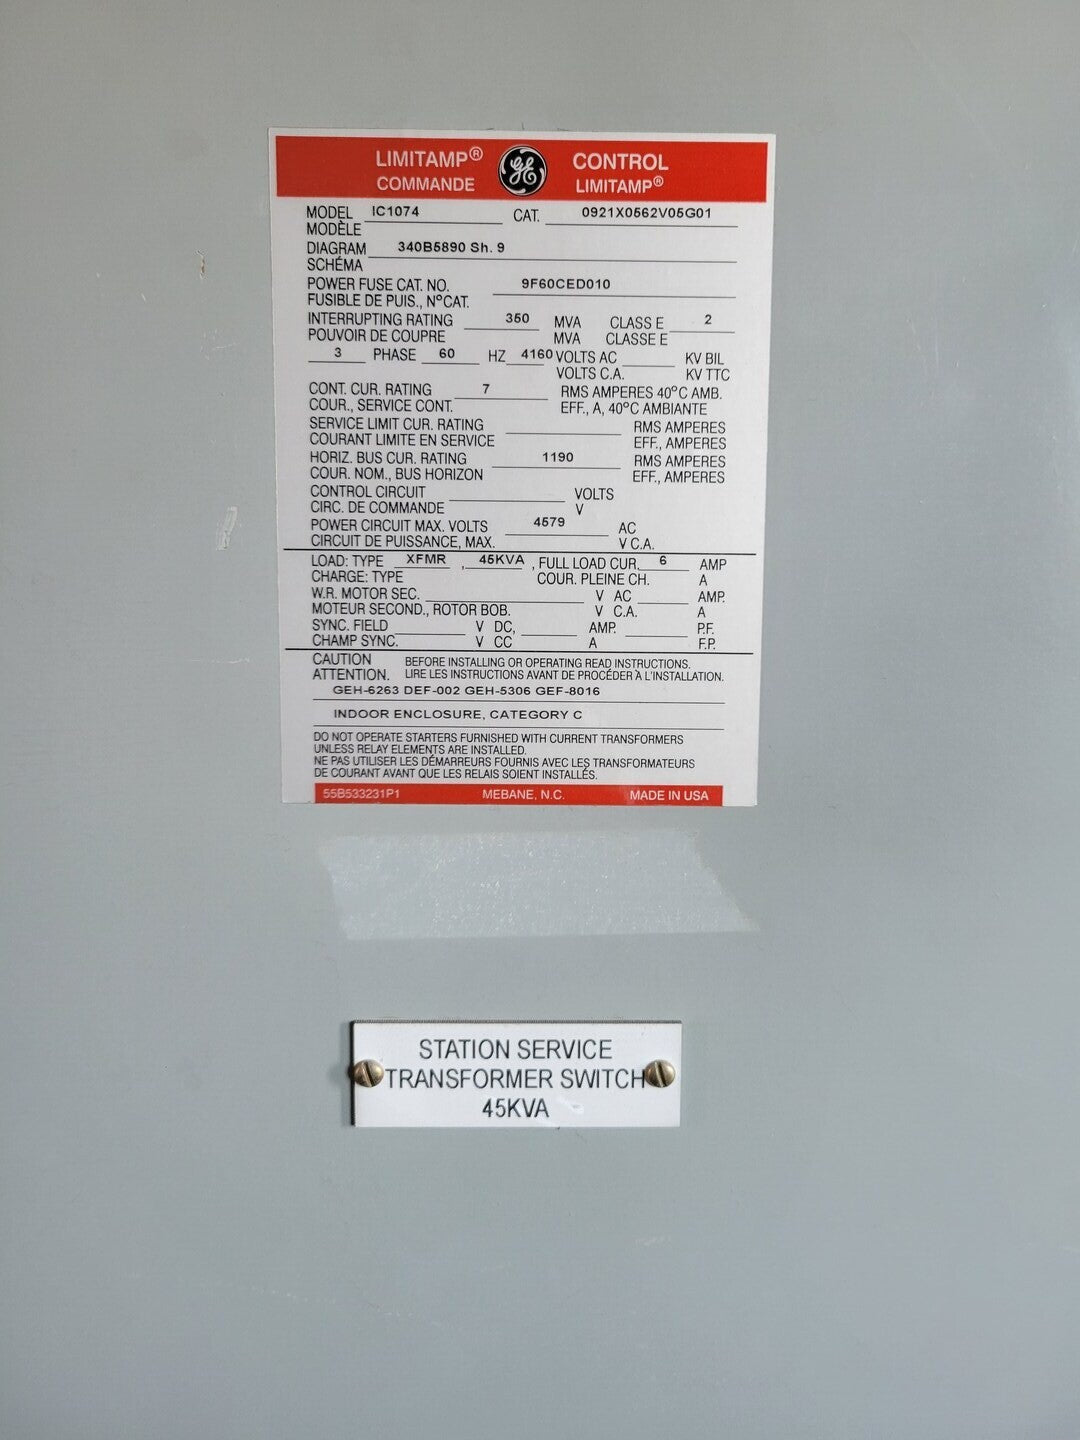 LIMITAMP® GE CONTROL
COMMANDE LIMITAMP®
MODEL IC1074 CAT. 0921X0562V05G01
MODÈLE
DIAGRAM 340B5890 Sh. 9
SCHÉMA
POWER FUSE CAT. NO. 9F60CED010
FUSIBLE DE PUIS., N°CAT.
INTERRUPTING RATING 350 MVA CLASS E 2
POUVOIR DE COUPRE MVA CLASSE E
3 PHASE 60 HZ 4160 VOLTS AC KV BIL
VOLTS C.A. KV TTC
CONT. CUR. RATING 7 RMS AMPERES 40°C AMB.
COUR., SERVICE CONT. EFF., A, 40°C AMBIANTE
SERVICE LIMIT CUR. RATING RMS AMPERES
COURANT LIMITE EN SERVICE EFF., AMPERES
HORIZ. BUS CUR. RATING 1190 RMS AMPERES
COUR. NOM., BUS HORIZON EFF., AMPERES
CONTROL CIRCUIT VOLTS
CIRC. DE COMMANDE V
POWER CIRCUIT MAX. VOLTS 4579 AC
CIRCUIT DE PUISSANCE, MAX. V C.A.
LOAD: TYPE XFMR , 45KVA , FULL LOAD CUR. 6 AMP
CHARGE: TYPE COUR. PLEINE CH. A
W.R. MOTOR SEC. V AC AMP.
MOTEUR SECOND., ROTOR BOB. V C.A. A
SYNC. FIELD V DC, AMP. P.F.
CHAMP SYNC. V CC A F.P.
CAUTION BEFORE INSTALLING OR OPERATING READ INSTRUCTIONS.
ATTENTION. LIRE LES INSTRUCTIONS AVANT DE PROCÉDER À L'INSTALLATION.
GEH-6263 DEF-002 GEH-5306 GEF-8016
INDOOR ENCLOSURE, CATEGORY C
DO NOT OPERATE STARTERS FURNISHED WITH CURRENT TRANSFORMERS
UNLESS RELAY ELEMENTS ARE INSTALLED.
NE PAS UTILISER LES DÉMARREURS FOURNIS AVEC LES TRANSFORMATEURS
DE COURANT AVANT QUE LES RELAIS SOIENT INSTALLÉS.
55B533231P1 MEBANE, N.C. MADE IN USA
STATION SERVICE
TRANSFORMER SWITCH
45KVA